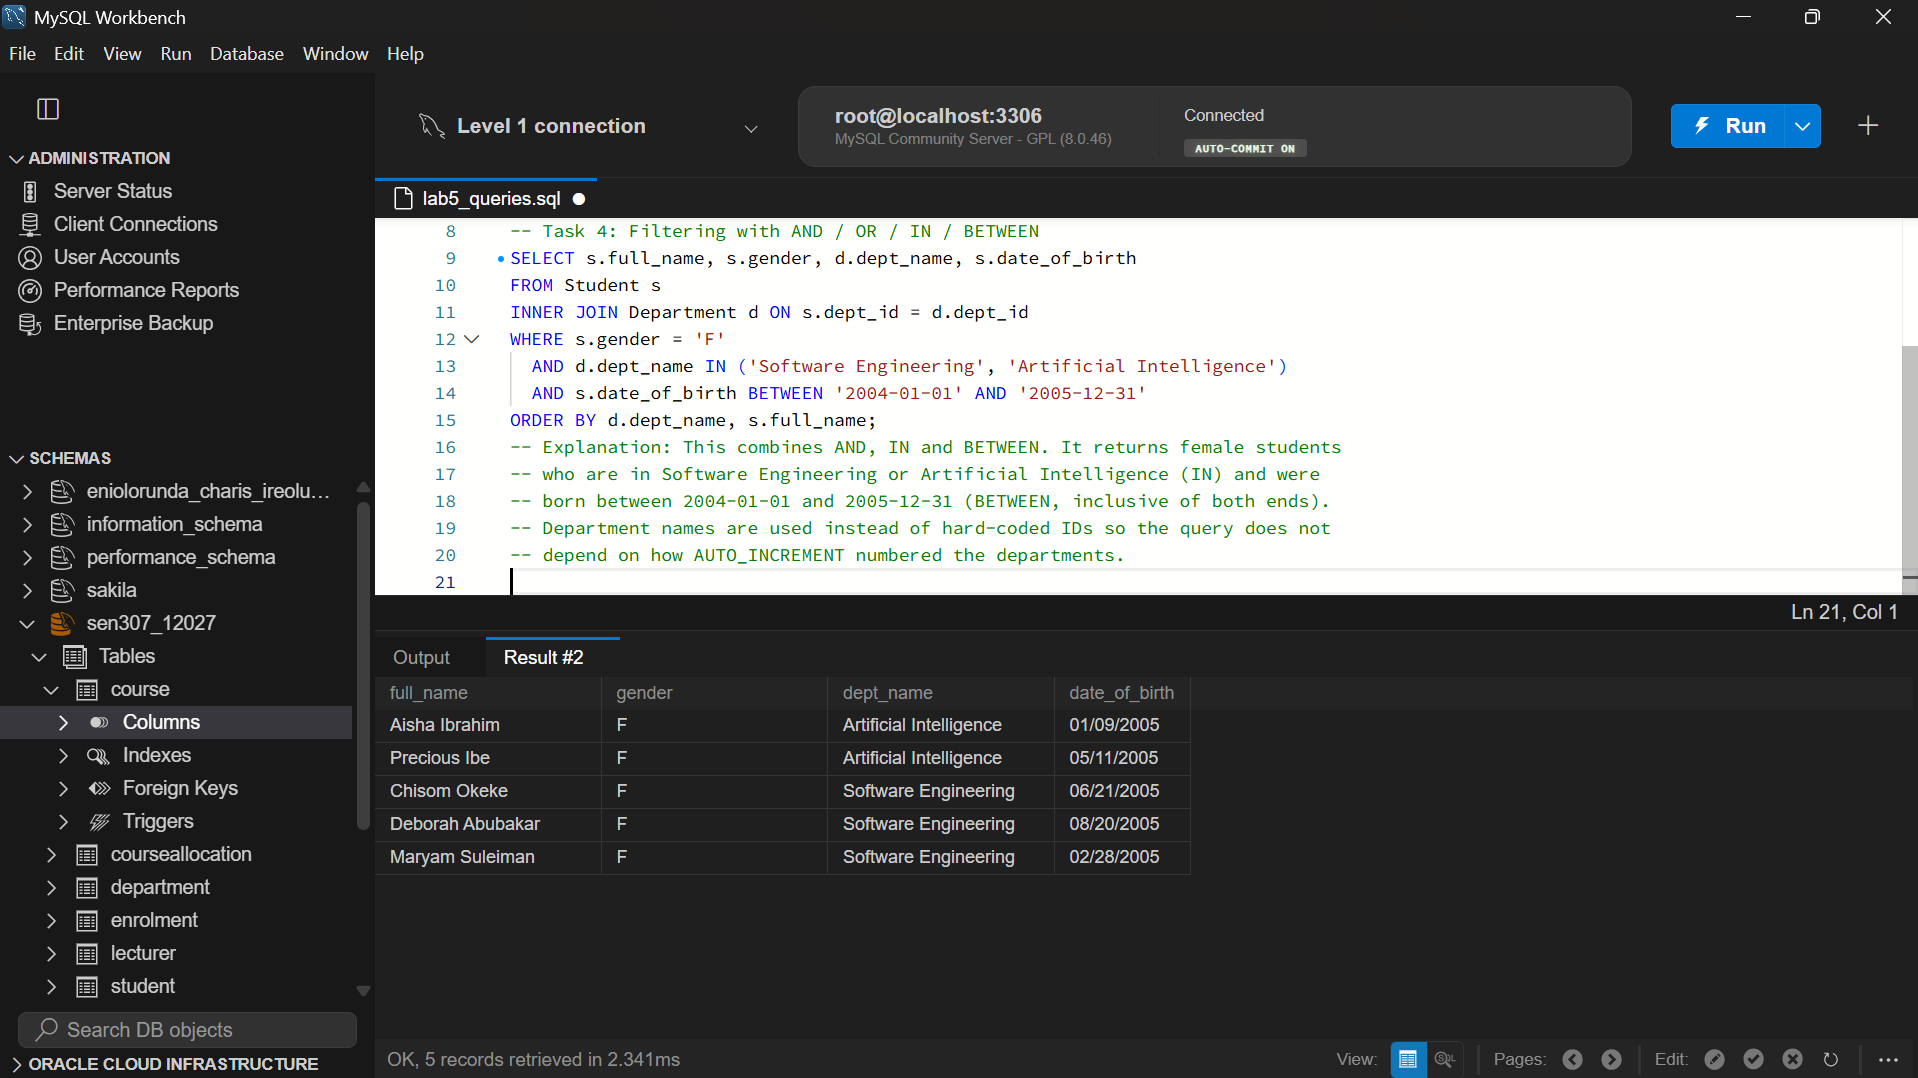 MySQL Workbench
File Edit View Run Database Window Help
ADMINISTRATION
Server Status
Client Connections
User Accounts
Performance Reports
Enterprise Backup
SCHEMAS
eniolorunda_charis_ireolu...
information_schema
performance_schema
sakila
sen307_12027
Tables
course
Columns
Indexes
Foreign Keys
Triggers
courseallocation
department
enrolment
lecturer
student
Search DB objects
ORACLE CLOUD INFRASTRUCTURE
Level 1 connection
root@localhost:3306
MySQL Community Server - GPL (8.0.46)
Connected
AUTO-COMMIT ON
Run
lab5_queries.sql
8 -- Task 4: Filtering with AND / OR / IN / BETWEEN
9 SELECT s.full_name, s.gender, d.dept_name, s.date_of_birth
10 FROM Student s
11 INNER JOIN Department d ON s.dept_id = d.dept_id
12 WHERE s.gender = 'F'
13 AND d.dept_name IN ('Software Engineering', 'Artificial Intelligence')
14 AND s.date_of_birth BETWEEN '2004-01-01' AND '2005-12-31'
15 ORDER BY d.dept_name, s.full_name;
16 -- Explanation: This combines AND, IN and BETWEEN. It returns female students
17 -- who are in Software Engineering or Artificial Intelligence (IN) and were
18 -- born between 2004-01-01 and 2005-12-31 (BETWEEN, inclusive of both ends).
19 -- Department names are used instead of hard-coded IDs so the query does not
20 -- depend on how AUTO_INCREMENT numbered the departments.
21
Ln 21, Col 1
Output Result #2
full_name gender dept_name date_of_birth
Aisha Ibrahim F Artificial Intelligence 01/09/2005
Precious Ibe F Artificial Intelligence 05/11/2005
Chisom Okeke F Software Engineering 06/21/2005
Deborah Abubakar F Software Engineering 08/20/2005
Maryam Suleiman F Software Engineering 02/28/2005
OK, 5 records retrieved in 2.341ms
View: SQL Pages: Edit: